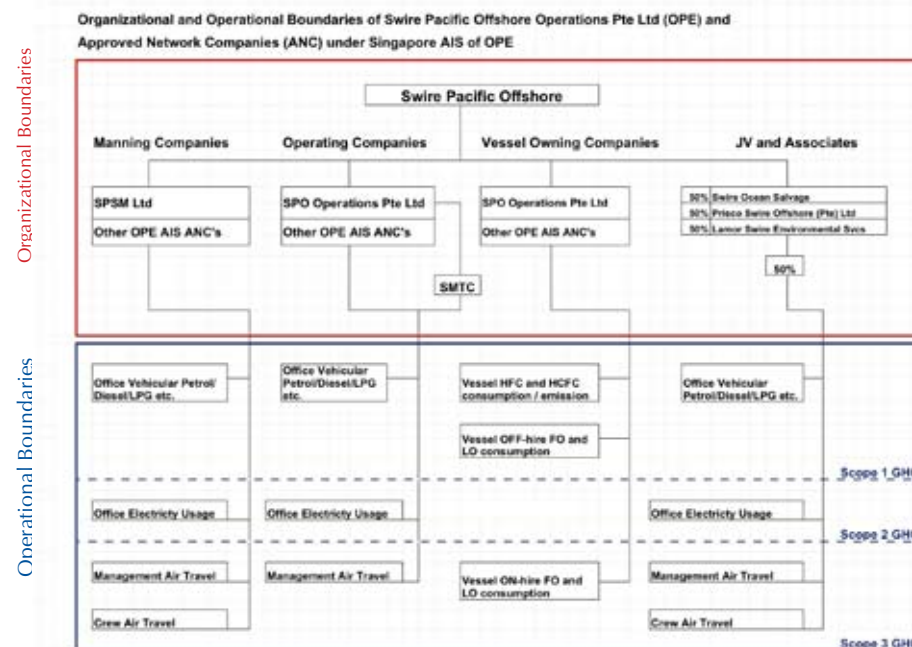 Organizational and Operational Boundaries of Swire Pacific Offshore Operations Pte Ltd (OPE) and
Approved Network Companies (ANC) under Singapore AIS of OPE
Organizational Boundaries
Swire Pacific Offshore
Manning Companies
Operating Companies
Vessel Owning Companies
JV and Associates
SPSM Ltd
Other OPE AIS ANC's
SPO Operations Pte Ltd
Other OPE AIS ANC's
SMTC
SPO Operations Pte Ltd
Other OPE AIS ANC's
50% Swire Ocean Salvage
50% Prisco Swire Offshore (Pte) Ltd
50% Lamor Swire Environmental Svcs
50%
Operational Boundaries
Office Vehicular Petrol/
Diesel/LPG etc.
Office Vehicular
Petrol/Diesel/LPG
etc.
Vessel HFC and HCFC
consumption / emission
Office Vehicular
Petrol/Diesel/LPG etc.
Vessel OFF-hire FO and
LO consumption
Scope 1 GH
Office Electricty Usage
Office Electricty Usage
Office Electricty Usage
Scope 2 GH
Management Air Travel
Management Air Travel
Vessel ON-hire FO and
LO consumption
Management Air Travel
Crew Air Travel
Crew Air Travel
Scope 3 GH